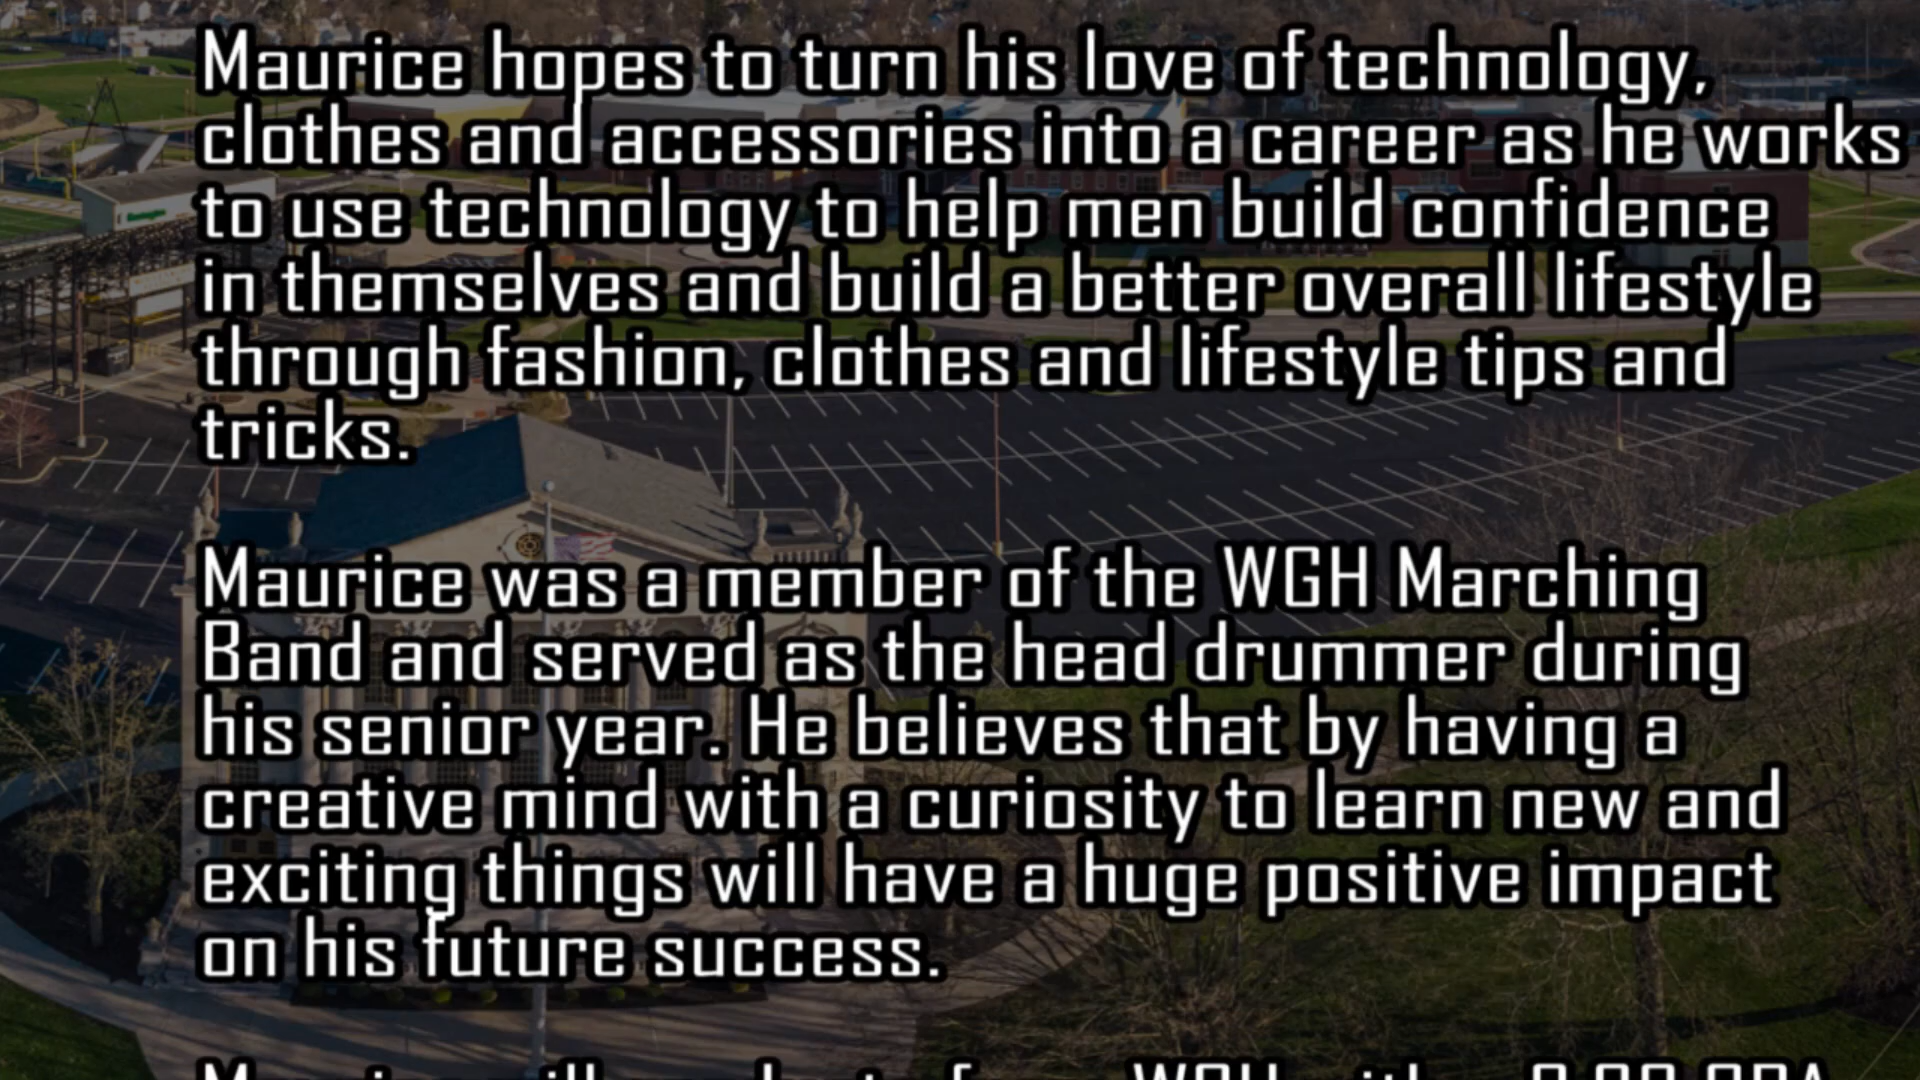 Maurice hopes to turn his love of technology,
clothes and accessories into a career as he works
to use technology to help men build confidence
in themselves and build a better overall lifestyle
through fashion, clothes and lifestyle tips and
tricks.
Maurice was a member of the WGH Marching
Band and served as the head drummer during
his senior year. He believes that by having a
creative mind with a curiosity to learn new and
exciting things will have a huge positive impact
on his future success.